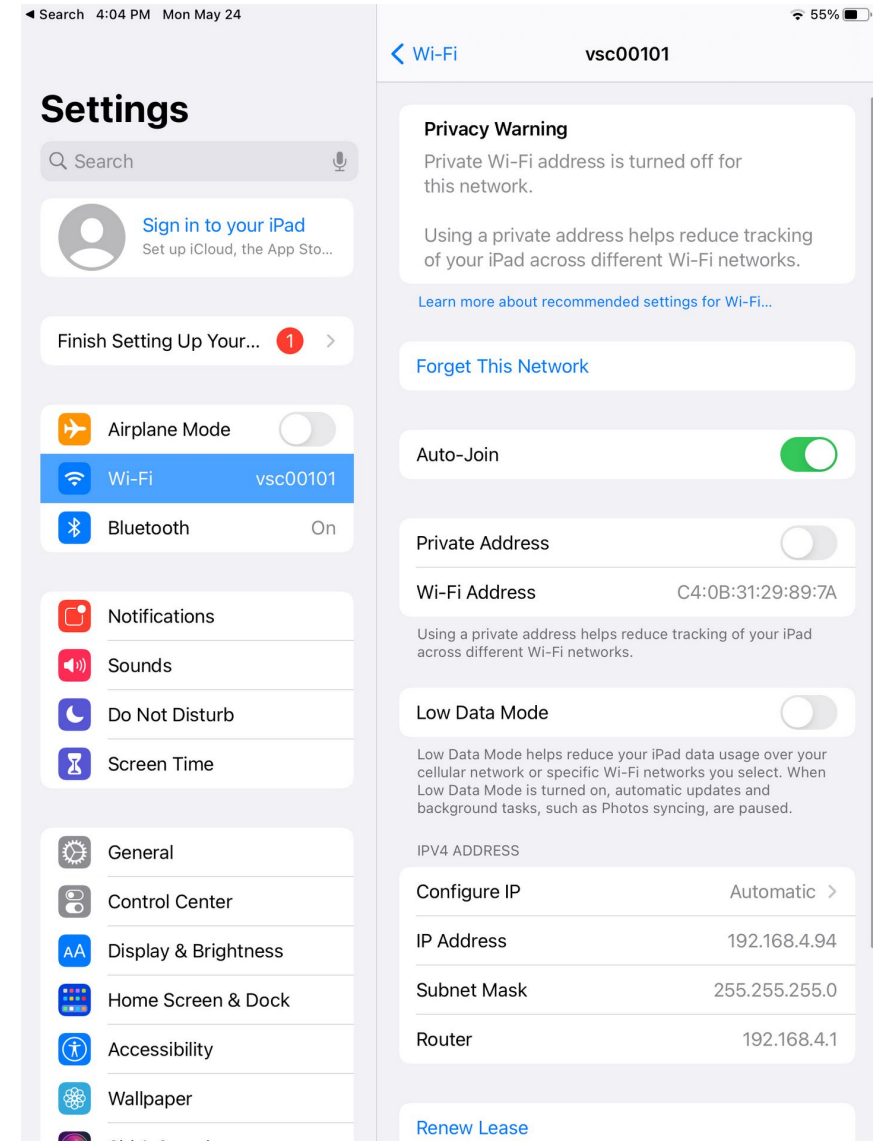 ◀ Search 4:04 PM Mon May 24
55%
Settings
Search
Sign in to your iPad
Set up iCloud, the App Sto...
Finish Setting Up Your... 1
Airplane Mode
Wi-Fi vsc00101
Bluetooth On
Notifications
Sounds
Do Not Disturb
Screen Time
General
Control Center
AA Display & Brightness
Home Screen & Dock
Accessibility
Wallpaper
Wi-Fi vsc00101
Privacy Warning
Private Wi-Fi address is turned off for
this network.
Using a private address helps reduce tracking
of your iPad across different Wi-Fi networks.
Learn more about recommended settings for Wi-Fi...
Forget This Network
Auto-Join
Private Address
Wi-Fi Address C4:0B:31:29:89:7A
Using a private address helps reduce tracking of your iPad
across different Wi-Fi networks.
Low Data Mode
Low Data Mode helps reduce your iPad data usage over your
cellular network or specific Wi-Fi networks you select. When
Low Data Mode is turned on, automatic updates and
background tasks, such as Photos syncing, are paused.
IPV4 ADDRESS
Configure IP Automatic
IP Address 192.168.4.94
Subnet Mask 255.255.255.0
Router 192.168.4.1
Renew Lease